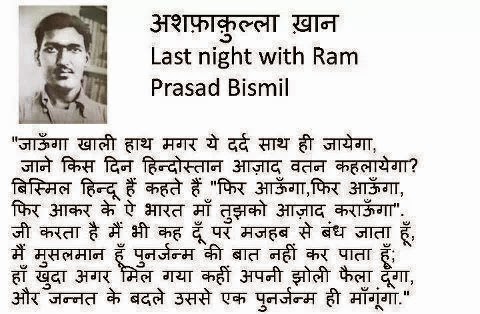 अशफ़ाक़ुल्ला ख़ान
Last night with Ram
Prasad Bismil
"जाऊँगा खाली हाथ मगर ये दर्द साथ ही जायेगा,
जाने किस दिन हिन्दोस्तान आज़ाद वतन कहलायेगा?
बिस्मिल हिन्दू हैं कहते हैं "फिर आऊँगा,फिर आऊँगा,
फिर आकर के ऐ भारत माँ तुझको आज़ाद कराऊँगा".
जी करता है मैं भी कह दूँ पर मजहब से बंध जाता हूँ,
मैं मुसलमान हूँ पुनर्जन्म की बात नहीं कर पाता हूँ;
हाँ खुदा अगर मिल गया कहीं अपनी झोली फैला दूँगा,
और जन्नत के बदले उससे एक पुनर्जन्म ही माँगूंगा."